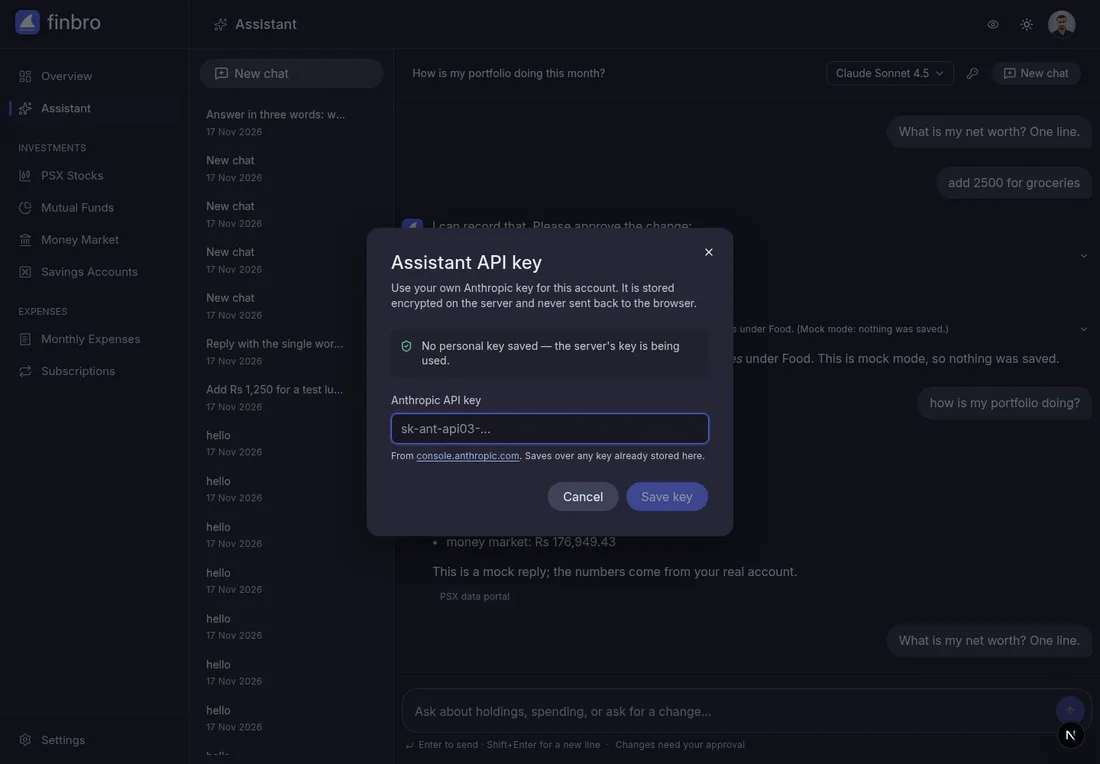 finbro
Assistant
Overview
Assistant
INVESTMENTS
PSX Stocks
Mutual Funds
Money Market
Savings Accounts
EXPENSES
Monthly Expenses
Subscriptions
Settings
New chat
Answer in three words: w...
17 Nov 2026
New chat
17 Nov 2026
New chat
17 Nov 2026
New chat
17 Nov 2026
New chat
17 Nov 2026
Reply with the single wor...
17 Nov 2026
Add Rs 1,250 for a test lu...
17 Nov 2026
hello
17 Nov 2026
hello
17 Nov 2026
hello
17 Nov 2026
hello
17 Nov 2026
hello
17 Nov 2026
hello
17 Nov 2026
hello
17 Nov 2026
How is my portfolio doing this month?
Claude Sonnet 4.5
New chat
What is my net worth? One line.
add 2500 for groceries
I can record that. Please approve the change:
under Food. (Mock mode: nothing was saved.)
under Food. This is mock mode, so nothing was saved.
how is my portfolio doing?
Assistant API key
Use your own Anthropic key for this account. It is stored
encrypted on the server and never sent back to the browser.
No personal key saved — the server's key is being
used.
Anthropic API key
sk-ant-api03-...
From console.anthropic.com. Saves over any key already stored here.
Cancel
Save key
• money market: Rs 176,949.43
This is a mock reply; the numbers come from your real account.
PSX data portal
What is my net worth? One line.
Ask about holdings, spending, or ask for a change...
Enter to send · Shift+Enter for a new line · Changes need your approval
N